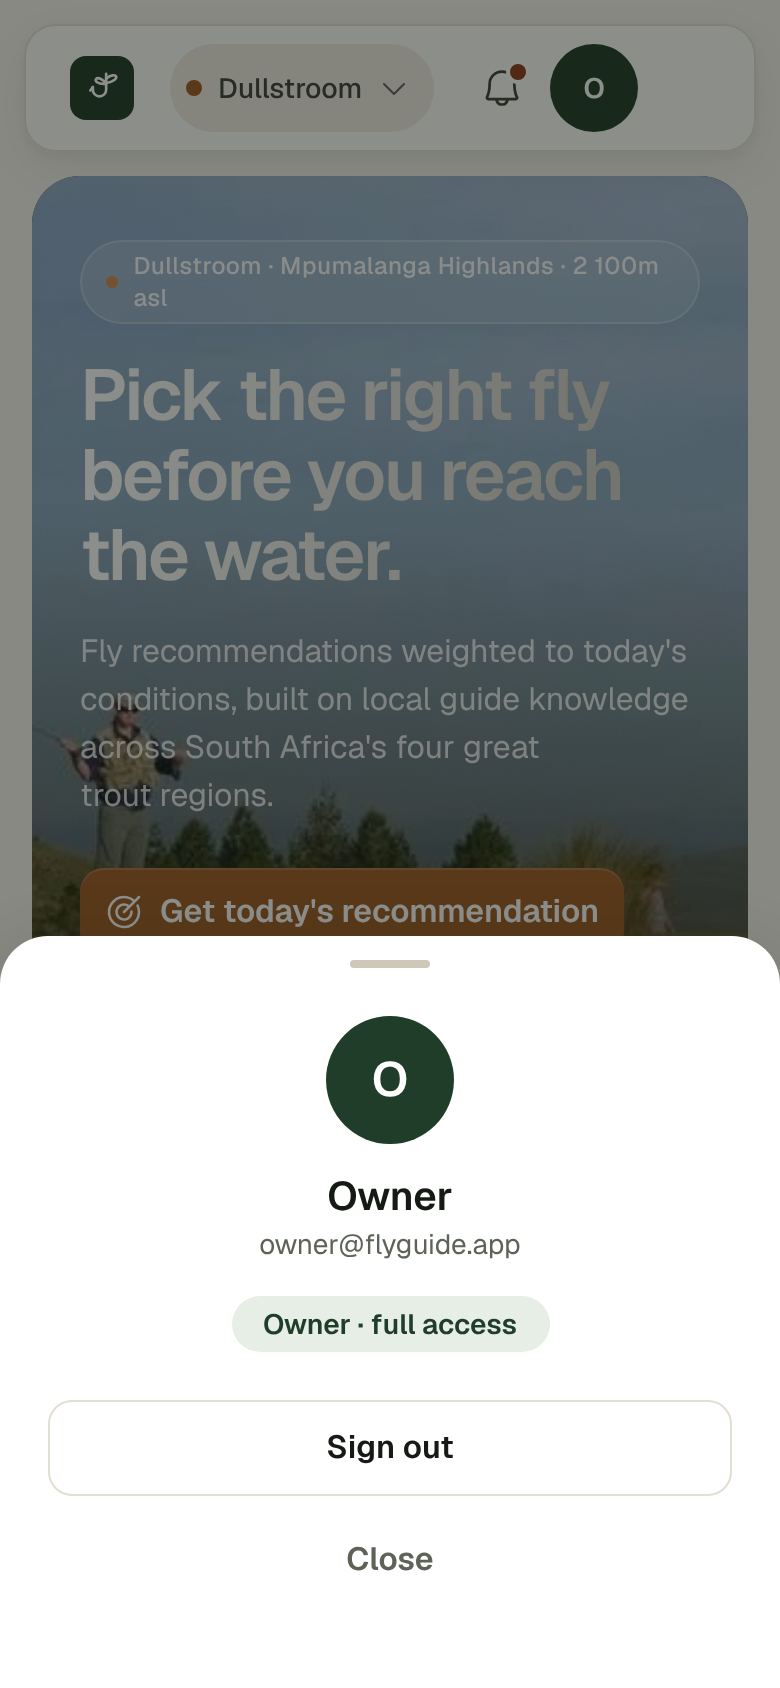 Dullstroom
O
Dullstroom · Mpumalanga Highlands · 2 100m
asl
Pick the right fly
before you reach
the water.
Fly recommendations weighted to today's
conditions, built on local guide knowledge
across South Africa's four great
trout regions.
Get today's recommendation
O
Owner
owner@flyguide.app
Owner · full access
Sign out
Close